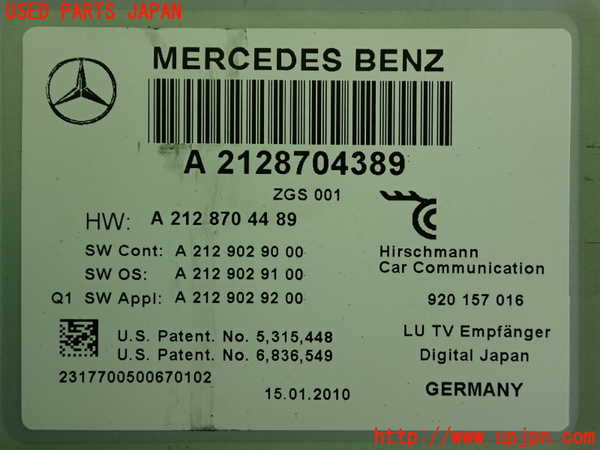 USED PARTS JAPAN
MERCEDES BENZ
A 2128704389
ZGS 001
HW: A 212 870 44 89
SW Cont: A 212 902 90 00
SW OS: A 212 902 91 00
Q1 SW Appl: A 212 902 92 00
Hirschmann
Car Communication
920 157 016
U.S. Patent. No. 5,315,448
U.S. Patent. No. 6,836,549
LU TV Empfänger
Digital Japan
2317700500670102
15.01.2010
GERMANY
http://www.upjpn.com/